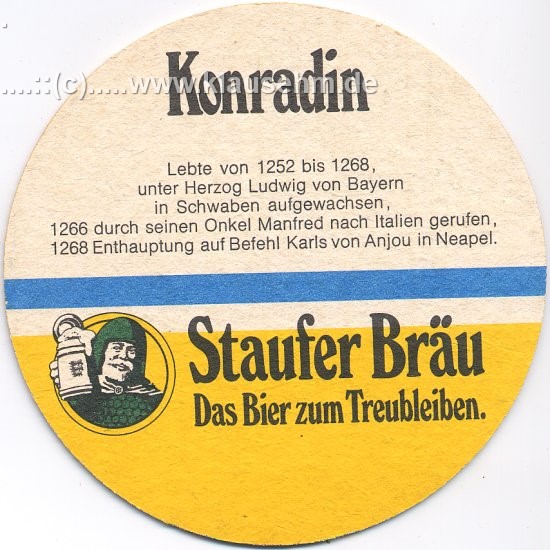 Konradin
.....::(c).....www.klausehm.de
Lebte von 1252 bis 1268,
unter Herzog Ludwig von Bayern
in Schwaben aufgewachsen,
1266 durch seinen Onkel Manfred nach Italien gerufen,
1268 Enthauptung auf Befehl Karls von Anjou in Neapel.
Staufer Bräu
Das Bier zum Treubleiben.